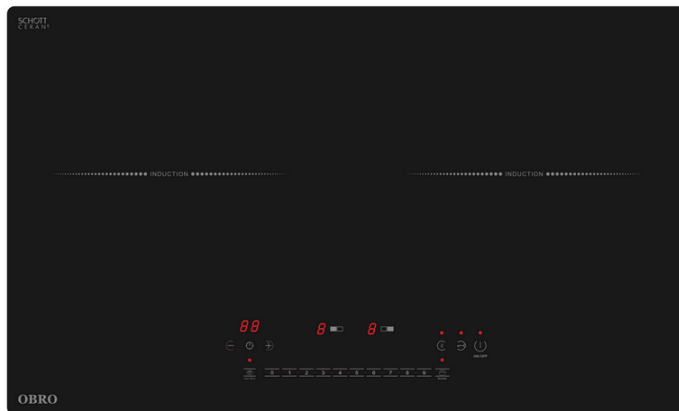 SCHOTT
CERAN®
INDUCTION INDUCTION
88 8 8
ON/OFF
0 1 2 3 4 5 6 7 8 9
OBRO